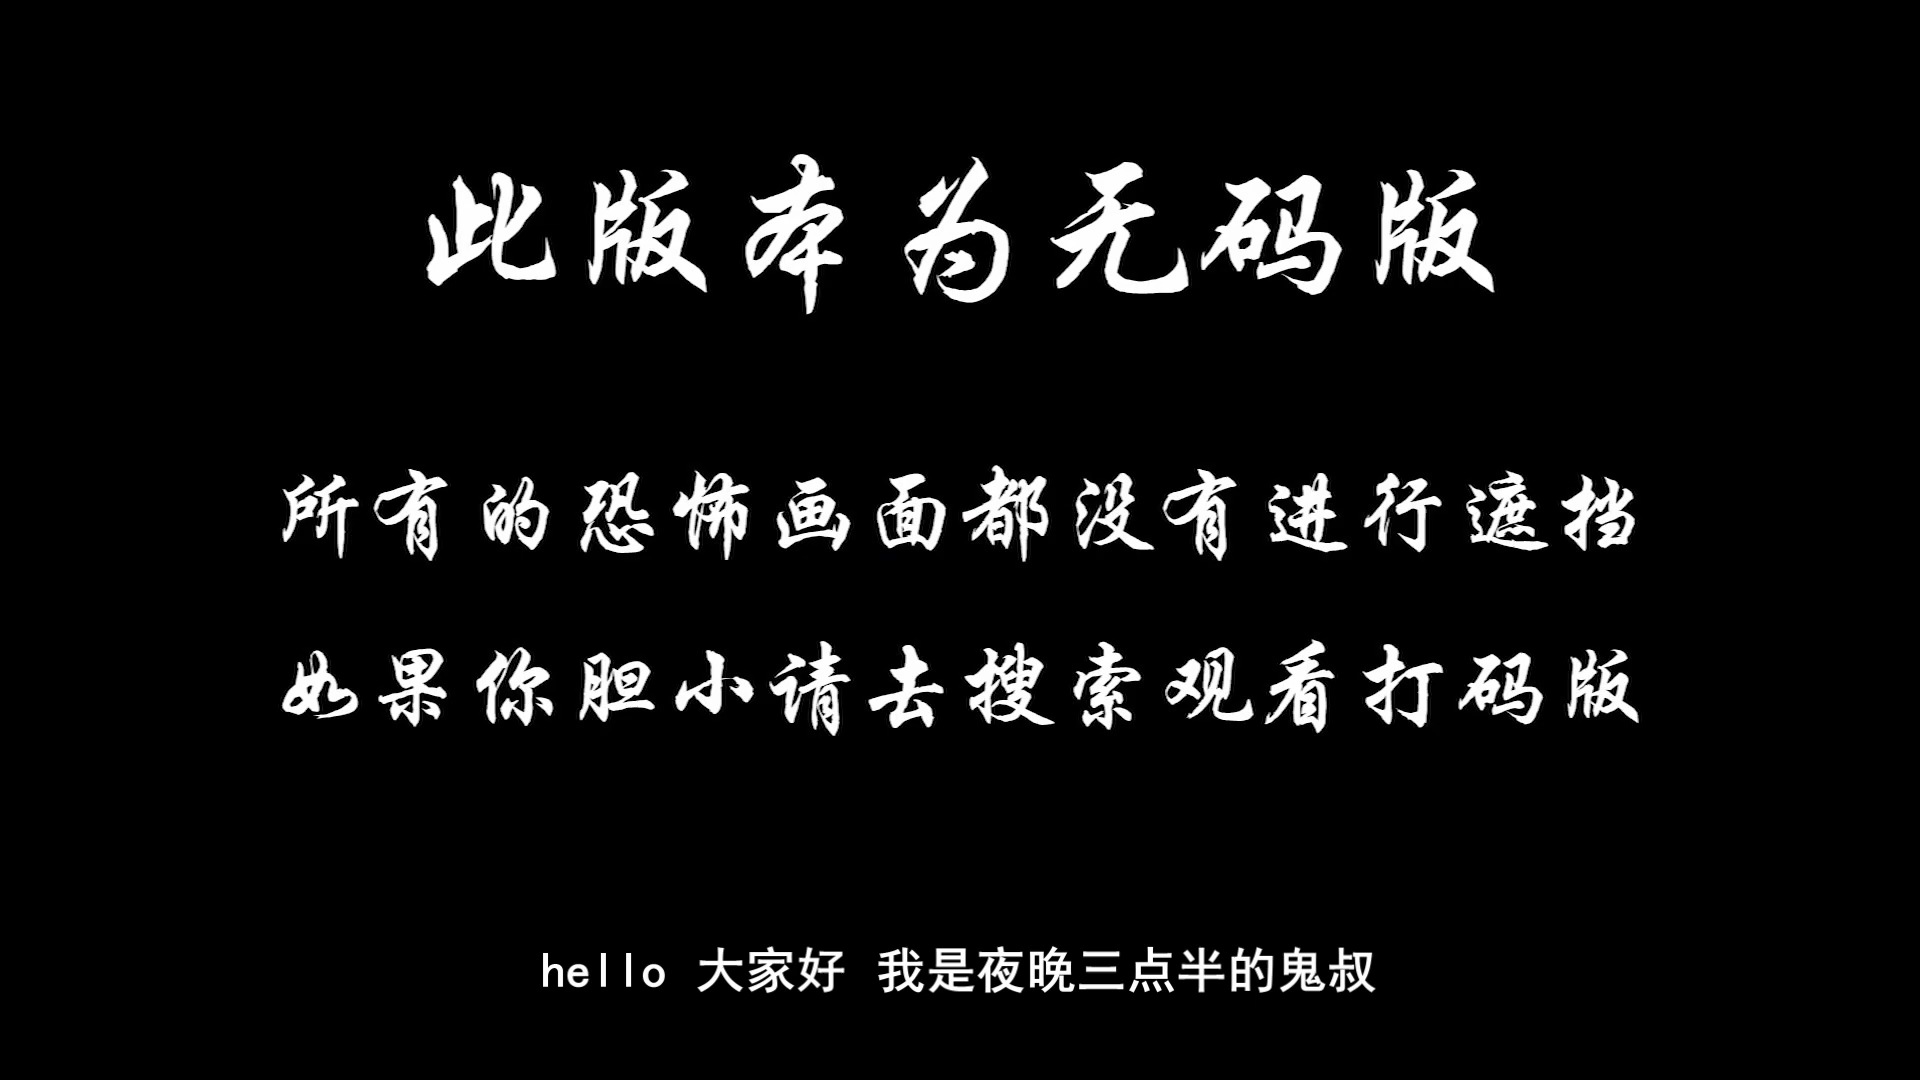 此版本为无码版
所有的恐怖画面都没有进行遮挡
如果你胆小请去搜索观看打码版
hello 大家好 我是夜晚三点半的鬼叔